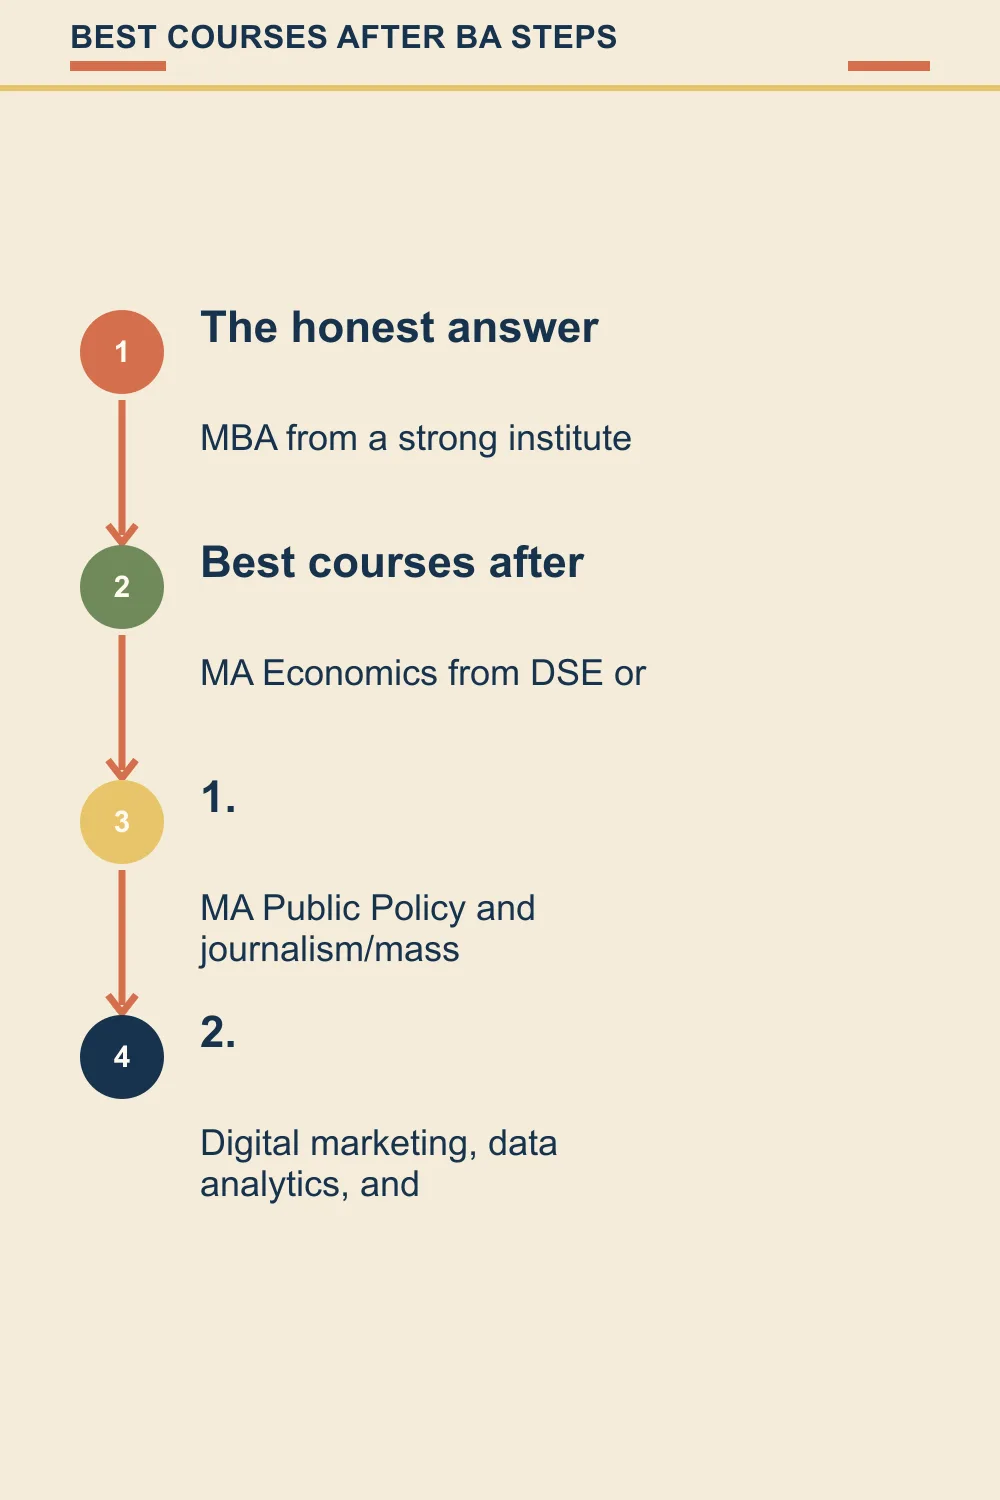 BEST COURSES AFTER BA STEPS
1
The honest answer
MBA from a strong institute
2
Best courses after
MA Economics from DSE or
3
1.
MA Public Policy and
journalism/mass
4
2.
Digital marketing, data
analytics, and